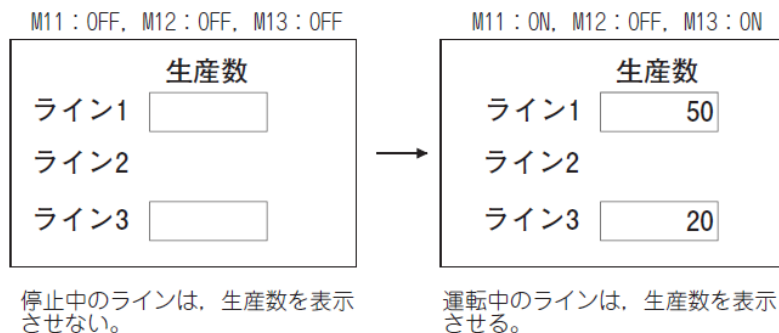 M11：OFF, M12：OFF, M13：OFF
生産数
ライン1
ライン2
ライン3
停止中のラインは，生産数を表示
させない。
M11：ON, M12：OFF, M13：ON
生産数
ライン1 50
ライン2
ライン3 20
運転中のラインは，生産数を表示
させる。